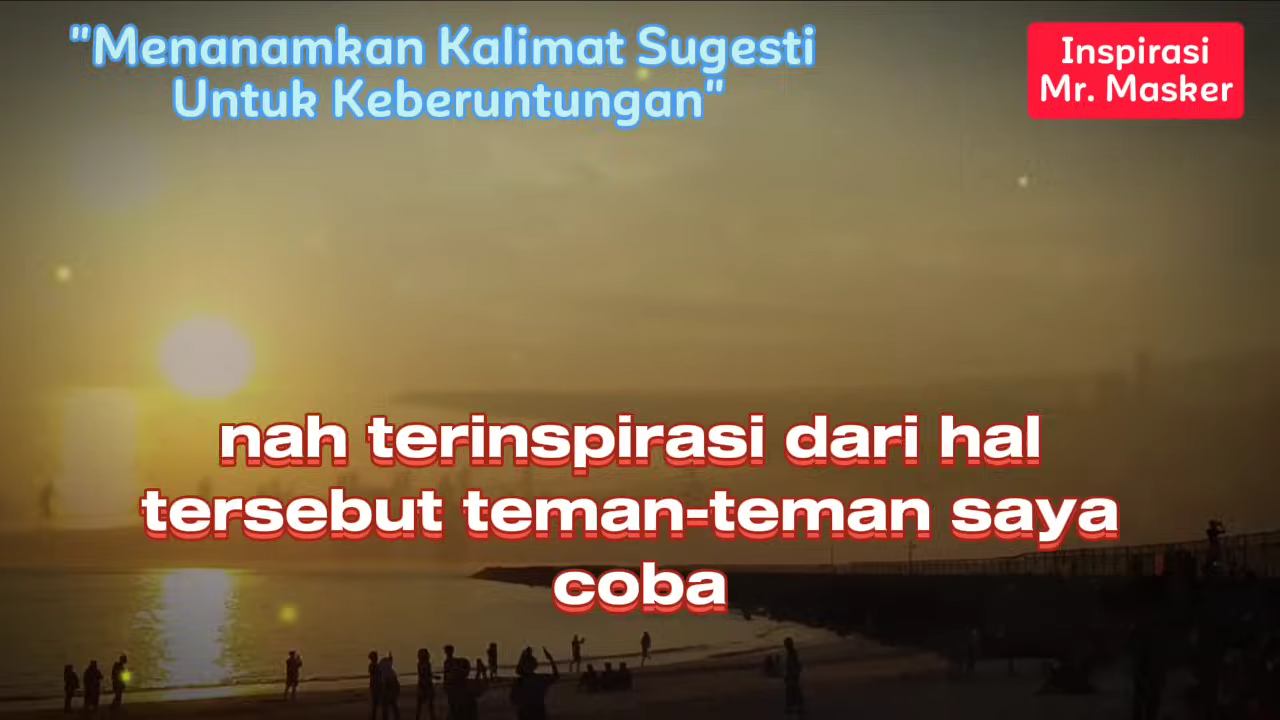 "Menanamkan Kalimat Sugesti
Untuk Keberuntungan"
Inspirasi
Mr. Masker
nah terinspirasi dari hal
tersebut teman-teman saya
coba